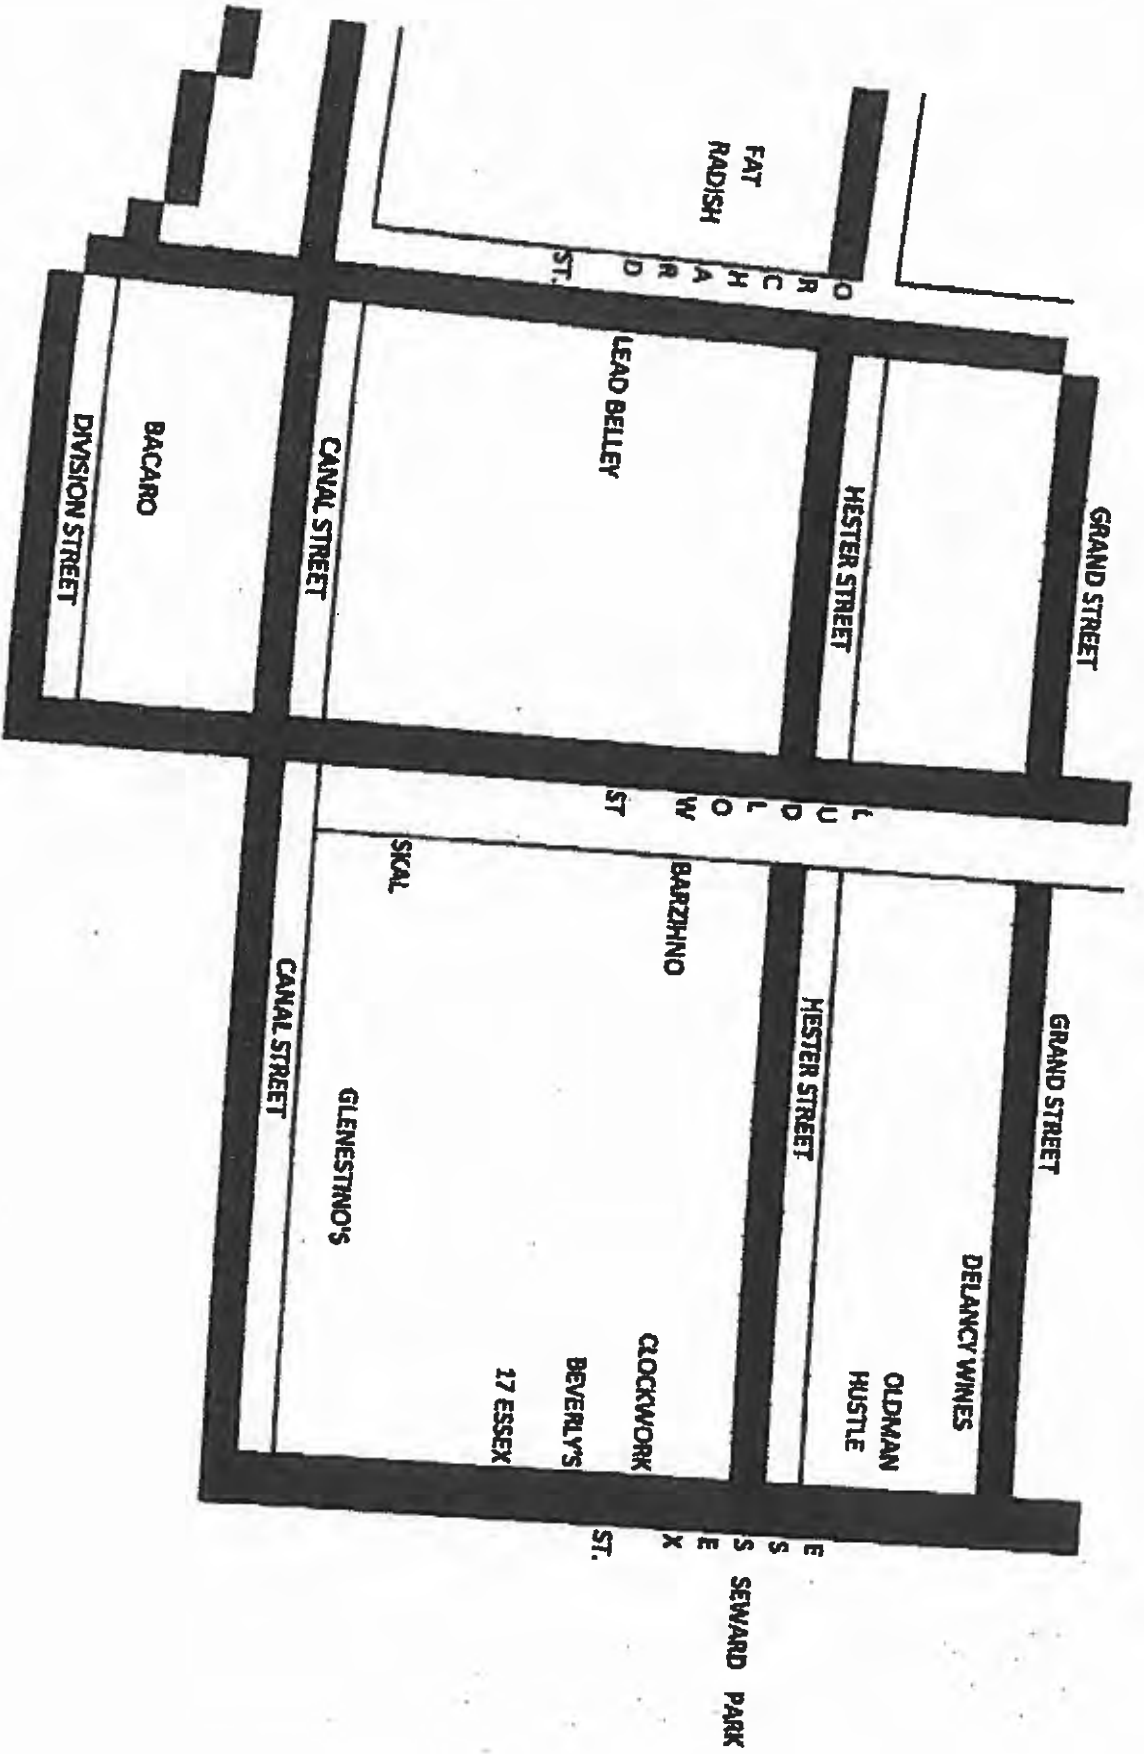 GRAND STREET
GRAND STREET
DELANCY WINES
OLDMAN
HUSTLE
HESTER STREET
HESTER STREET
ORCHARD
ST.
LUDLOW
ST
ESSEX
ST.
FAT
RADISH
LEAD BELLEY
BARZHNO
CLOCKWORK
SEWARD PARK
BEVERLY'S
17 ESSEX
SKAL
GLENESTINO'S
CANAL STREET
CANAL STREET
BACARO
DIVISION STREET